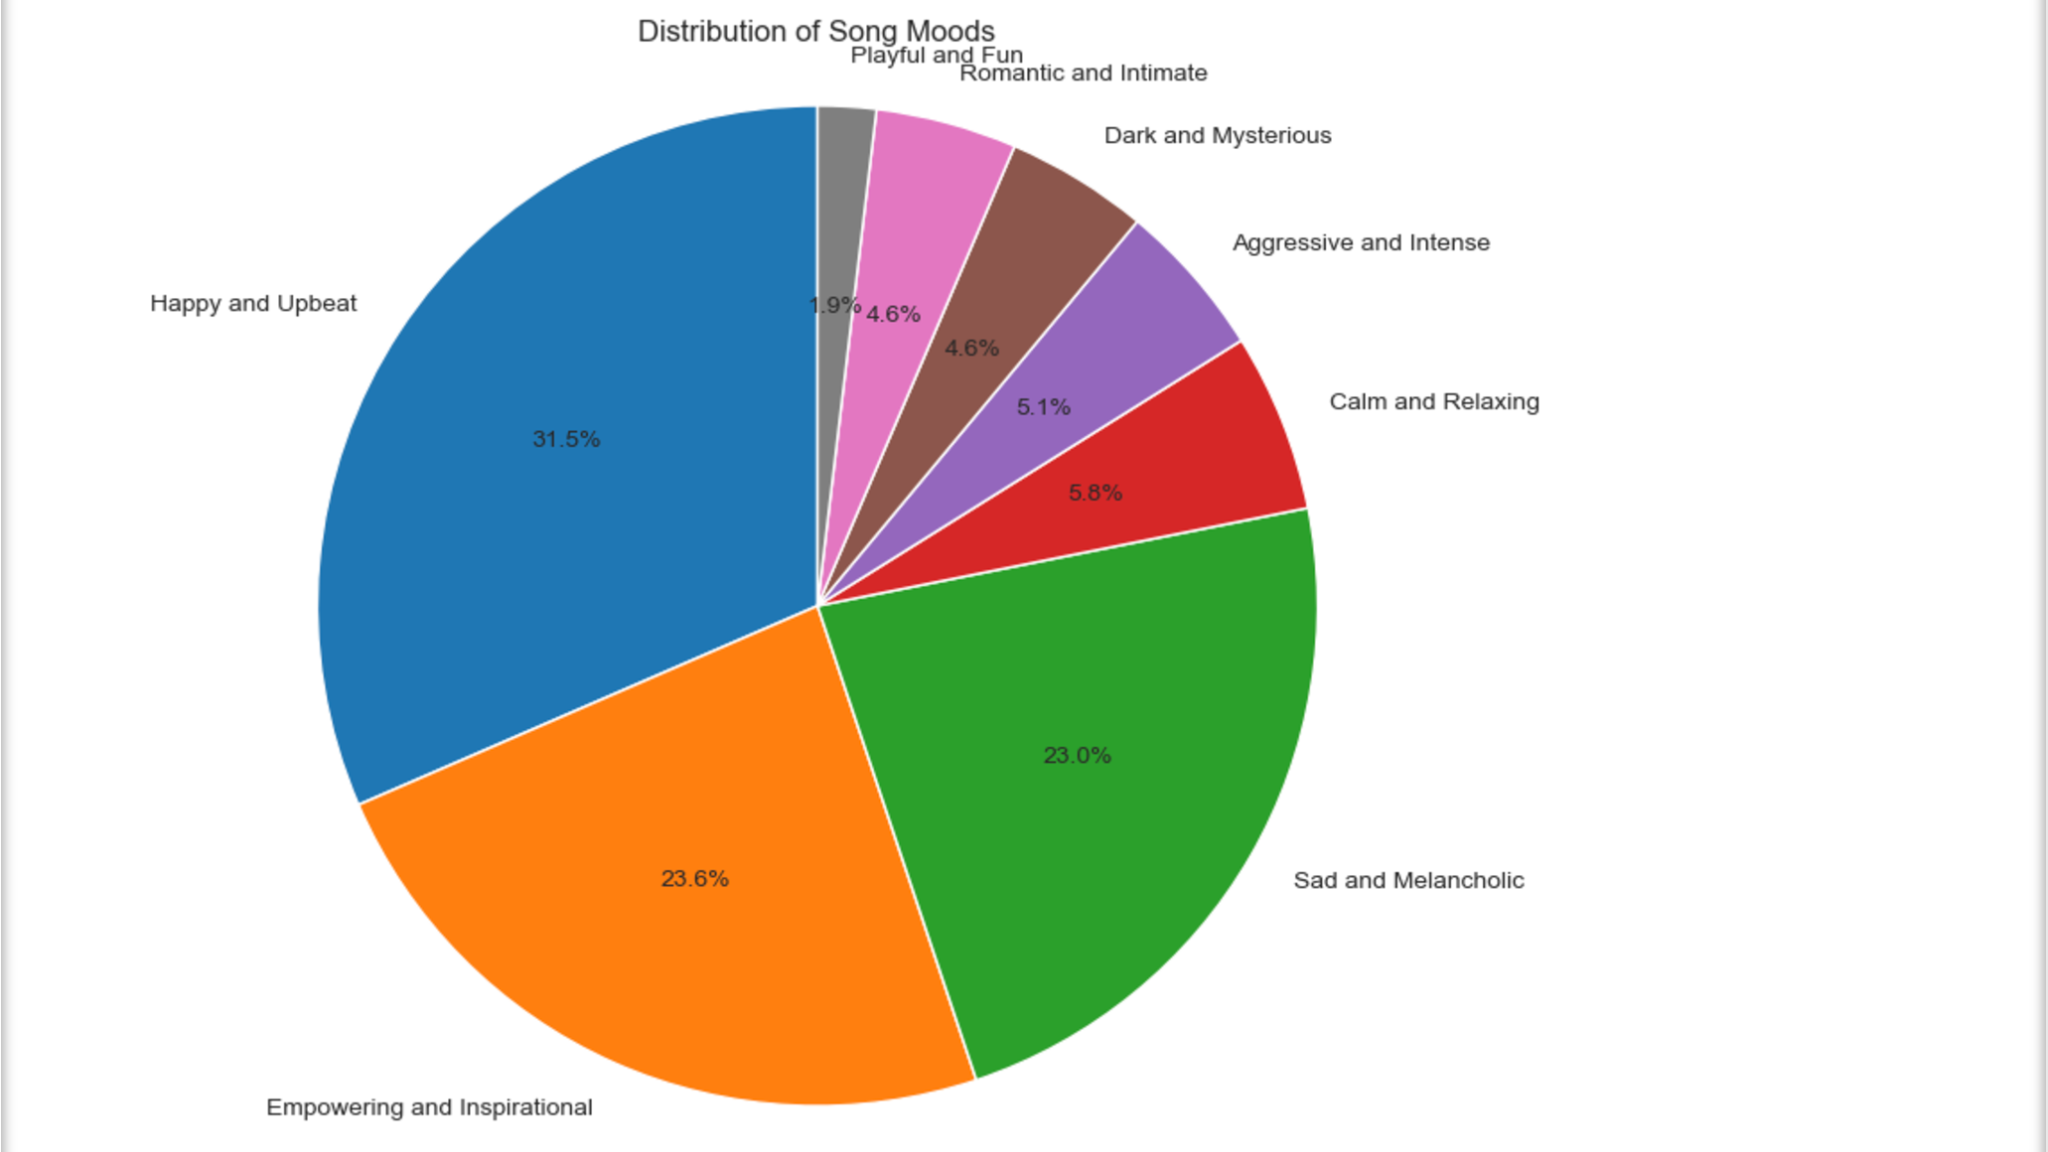 Distribution of Song Moods
Playful and Fun
Romantic and Intimate
Dark and Mysterious
Aggressive and Intense
Happy and Upbeat
1.9%
4.6%
4.6%
Calm and Relaxing
5.1%
31.5%
5.8%
23.0%
23.6%
Sad and Melancholic
Empowering and Inspirational